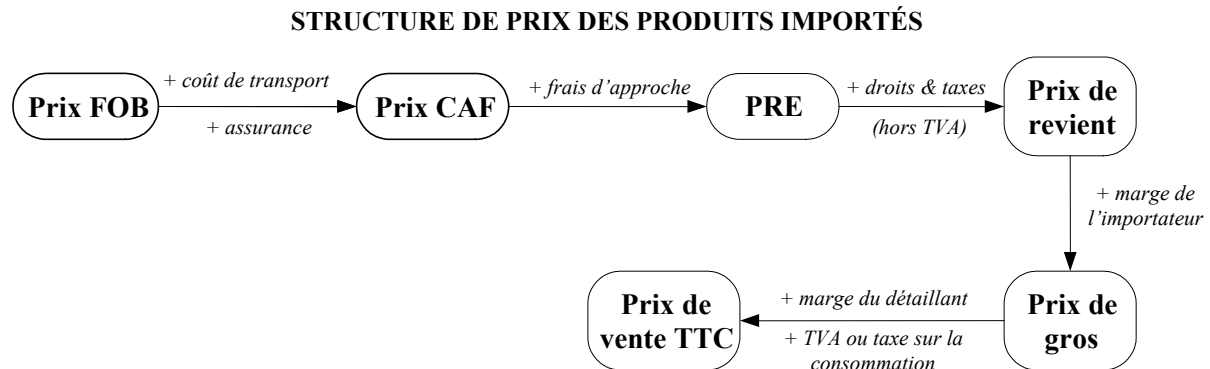 STRUCTURE DE PRIX DES PRODUITS IMPORTÉS
Prix FOB
+ coût de transport
+ assurance
Prix CAF
+ frais d’approche
PRE
+ droits & taxes
(hors TVA)
Prix de
revient
+ marge de
l’importateur
Prix de
gros
+ marge du détaillant
+ TVA ou taxe sur la
consommation
Prix de
vente TTC